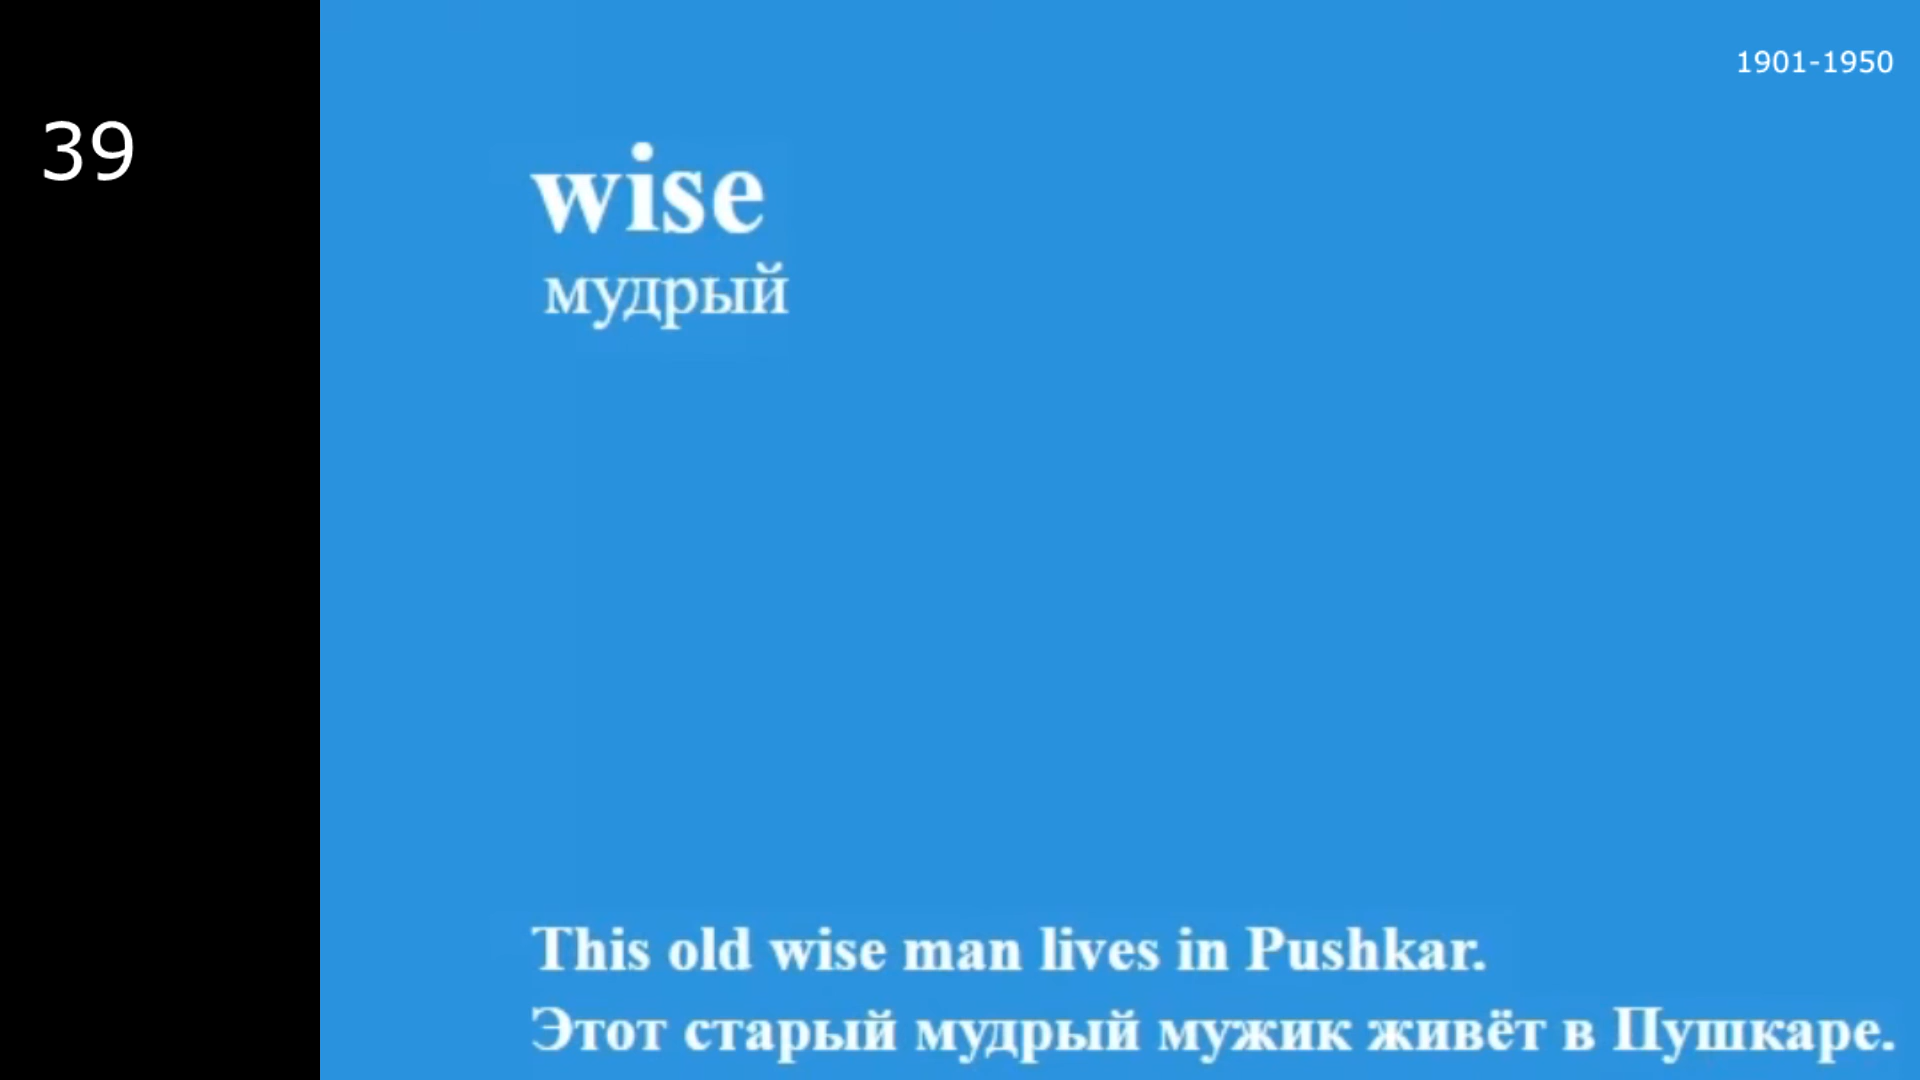 1901-1950
39
wise
мудрый
This old wise man lives in Pushkar.
Этот старый мудрый мужик живёт в Пушкаре.